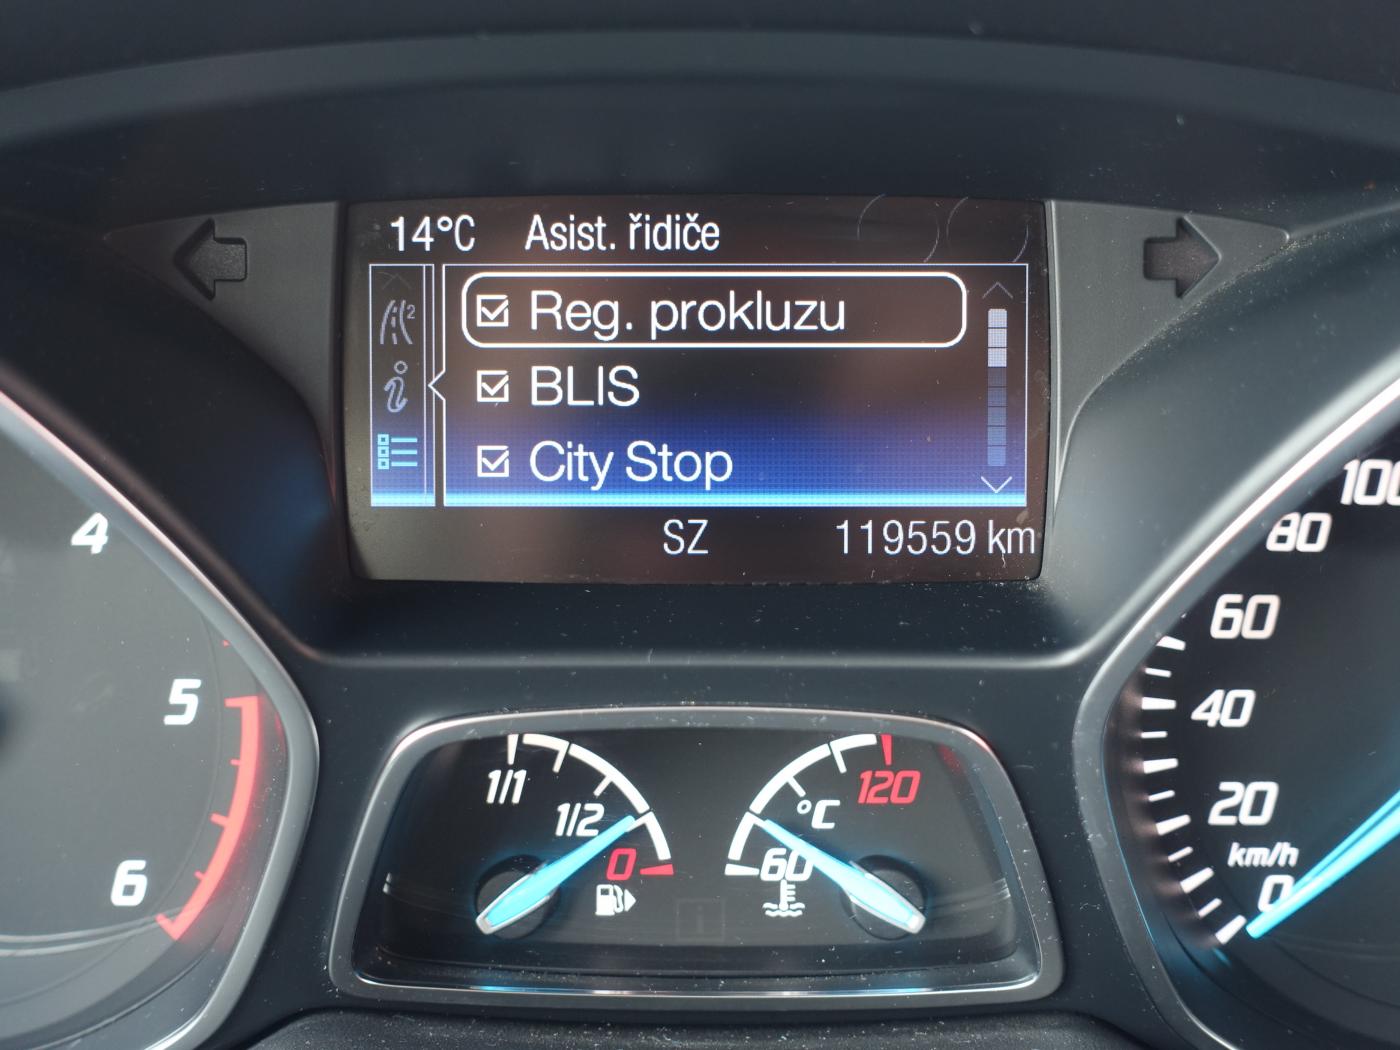 14°C Asist. řidiče
Reg. prokluzu
BLIS
City Stop
SZ 119559 km
4
5
6
1/1
1/2
0
°C
120
60
100
80
60
40
20
km/h
0